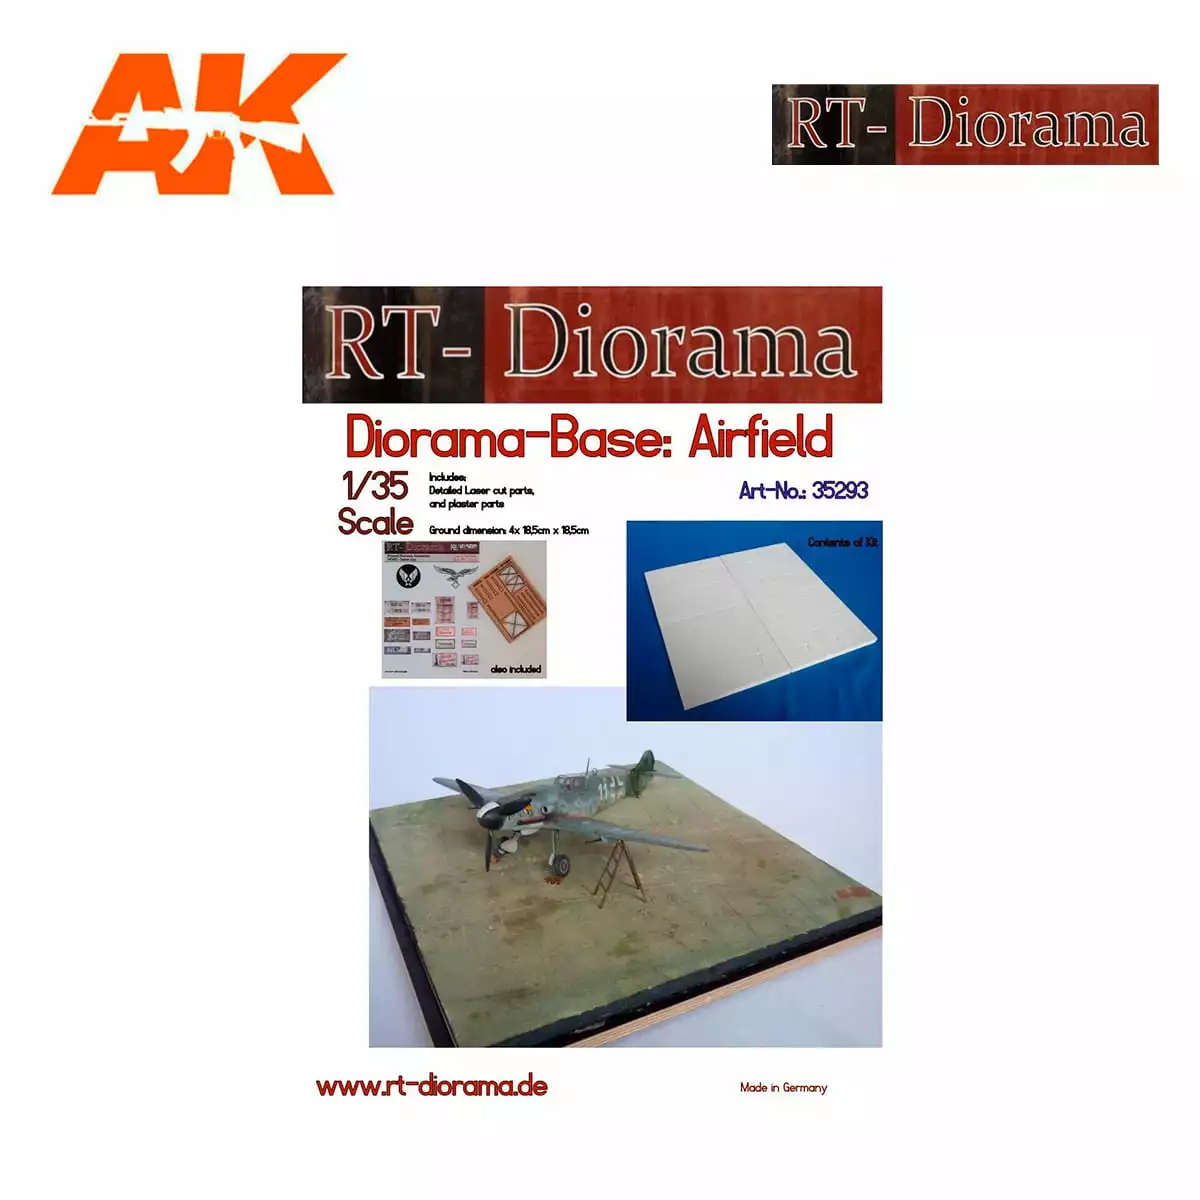 AK
RT- Diorama
RT- Diorama
Diorama-Base: Airfield
1/35
Scale
Includes:
Detailed Laser cut parts,
and plaster parts
Ground dimension: 4x 18,5cm x 18,5cm
Art-No.: 35293
RT-
also included
Contents of Kit
11
www.rt-diorama.de
Made in Germany